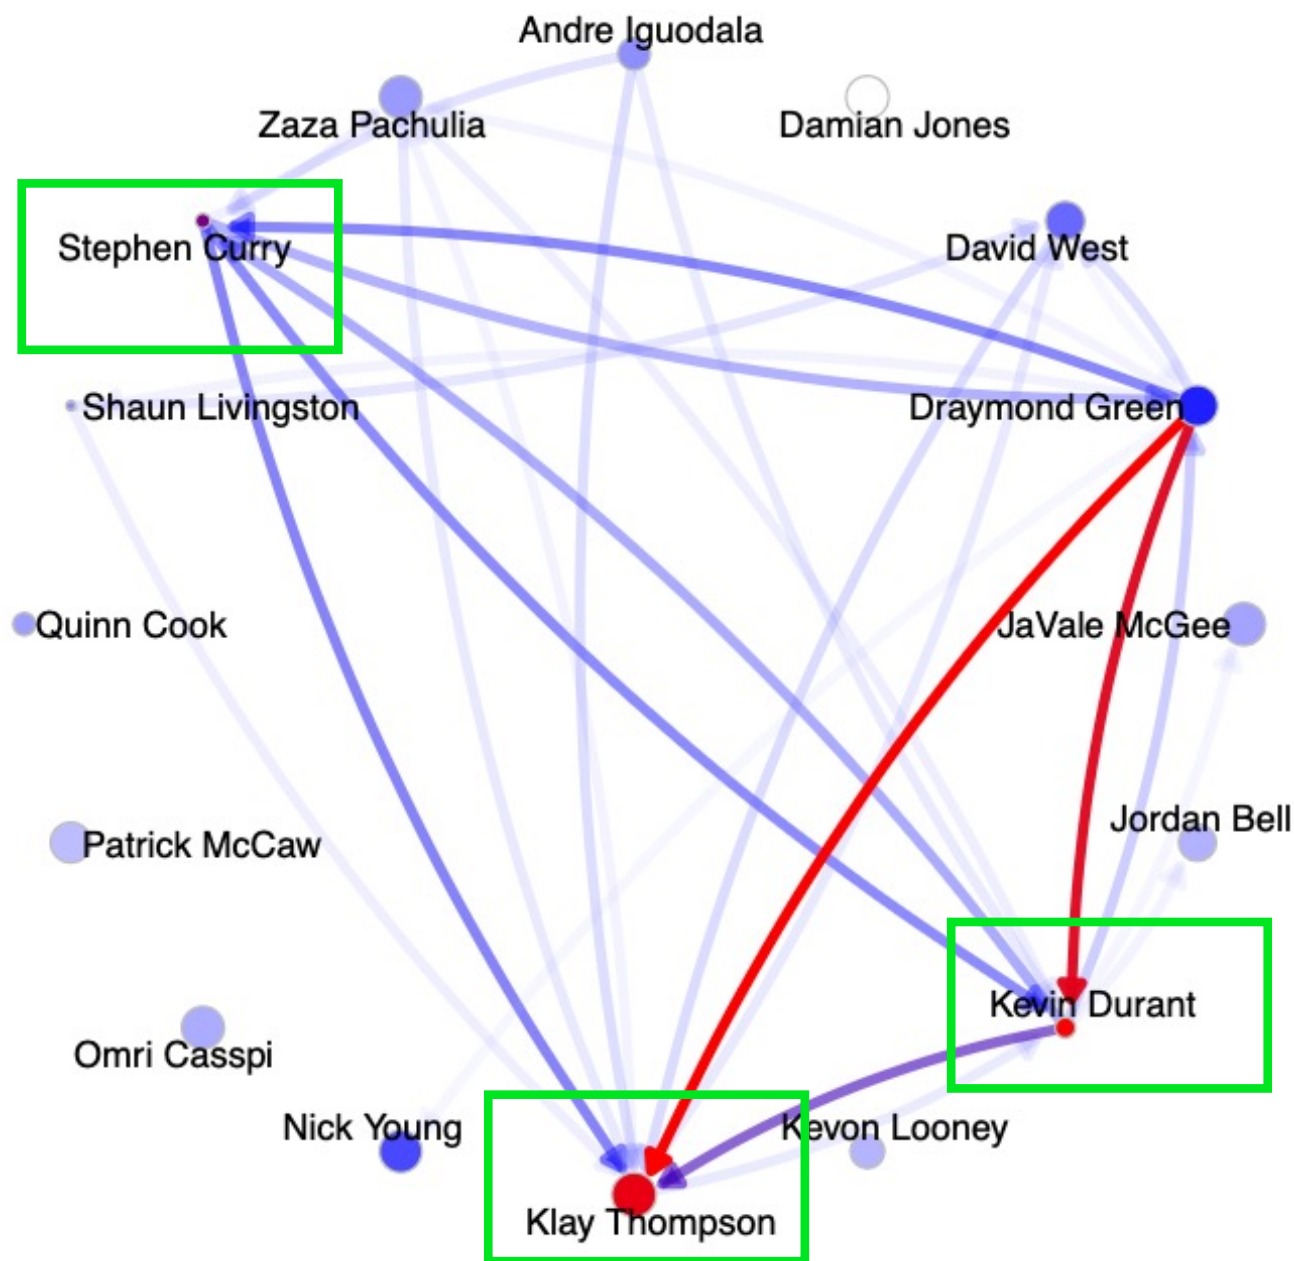 Andre Iguodala
Zaza Pachulia
Damian Jones
Stephen Curry
David West
Shaun Livingston
Draymond Green
Quinn Cook
JaVale McGee
Jordan Bell
Patrick McCaw
Kevin Durant
Omri Casspi
Nick Young
Kevon Looney
Klay Thompson